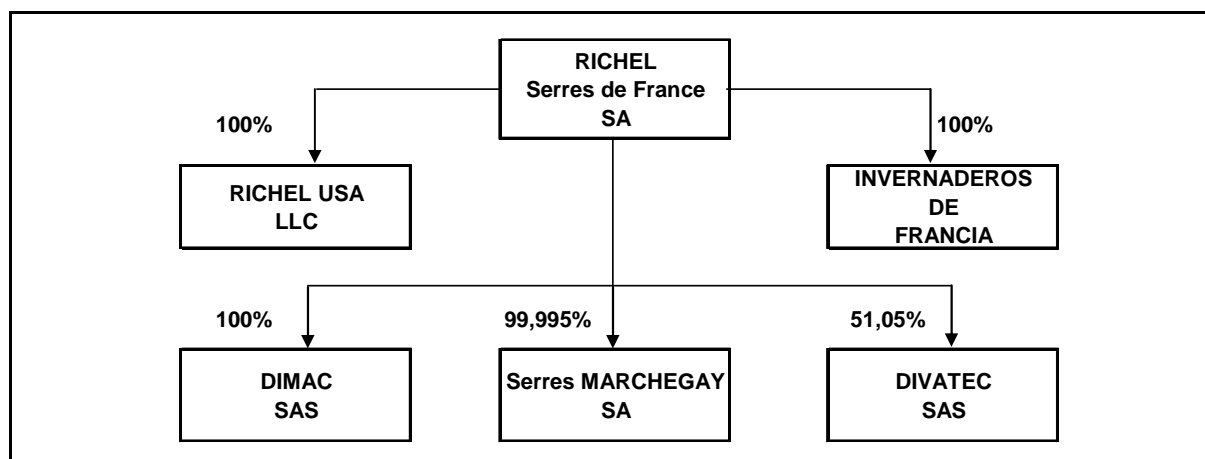 RICHEL
Serres de France
SA
100%
100%
RICHEL USA
LLC
INVERNADEROS
DE
FRANCIA
100%
99,995%
51,05%
DIMAC
SAS
Serres MARCHEGAY
SA
DIVATEC
SAS